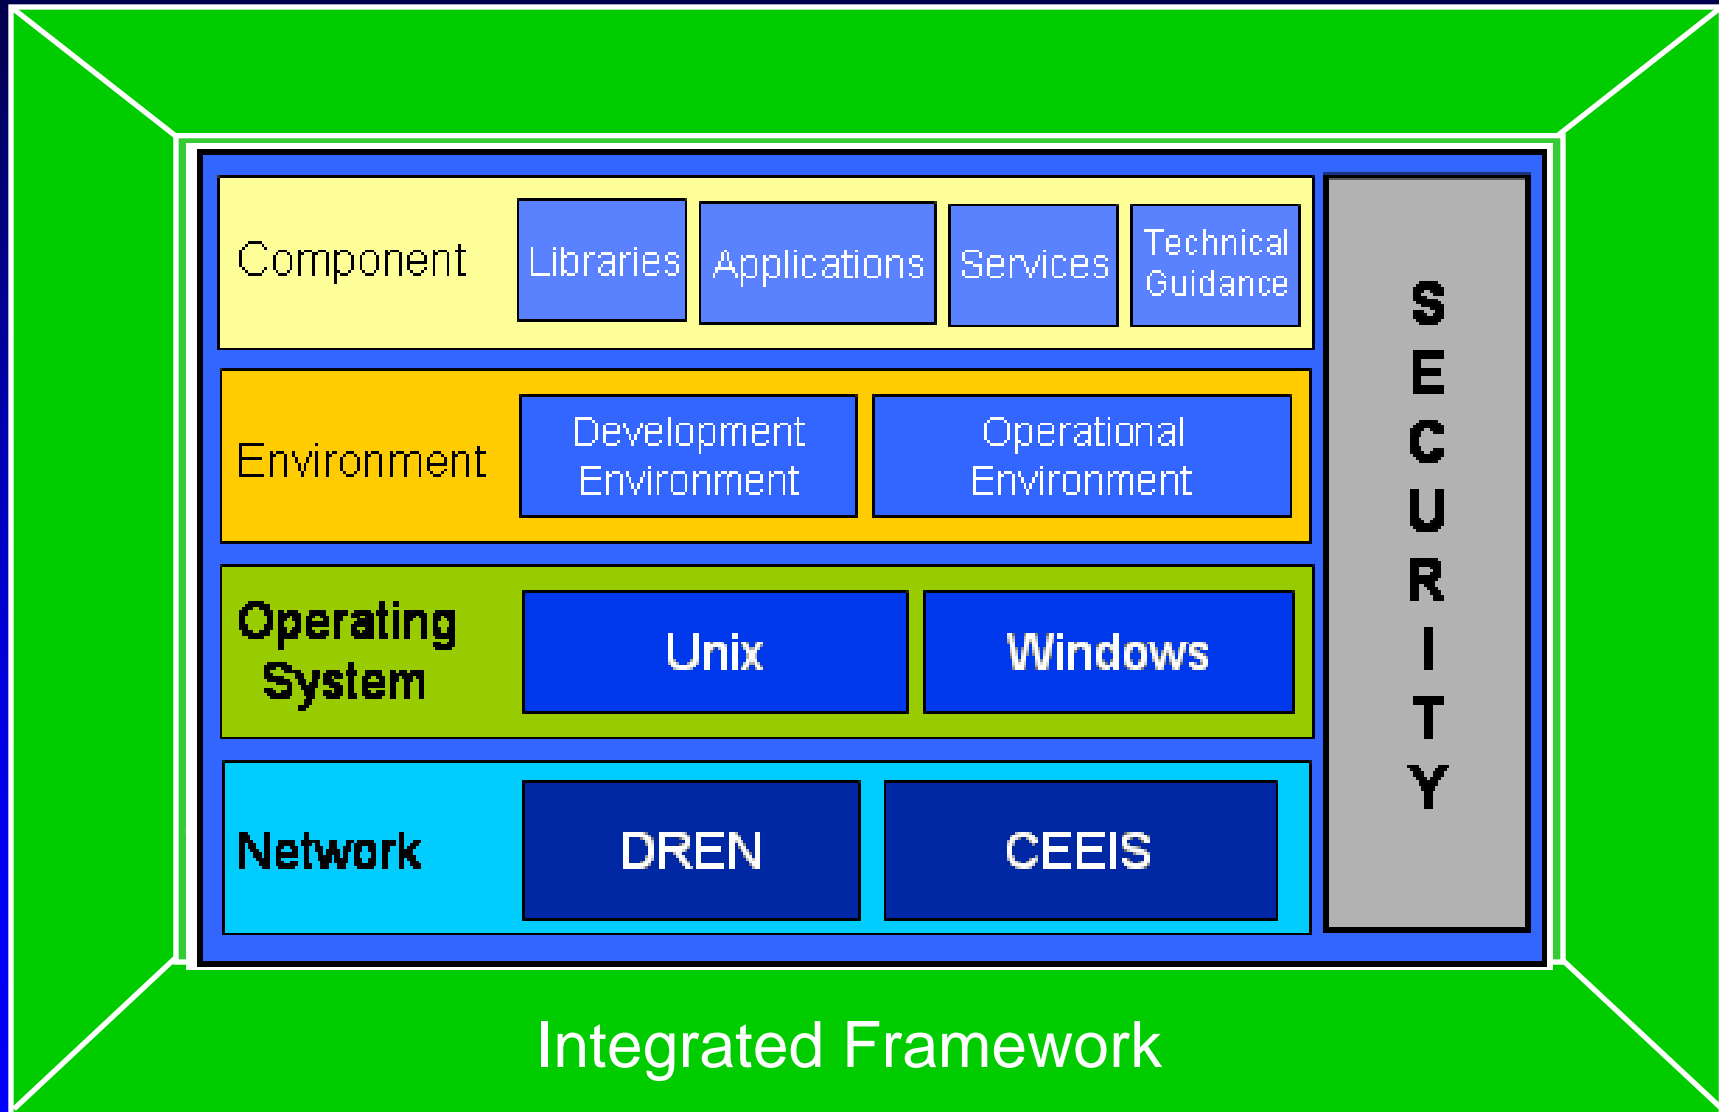 Component
Libraries
Applications
Services
Technical
Guidance
Environment
Development
Environment
Operational
Environment
Operating
System
Unix
Windows
Network
DREN
CEEIS
SECURITY
Integrated Framework